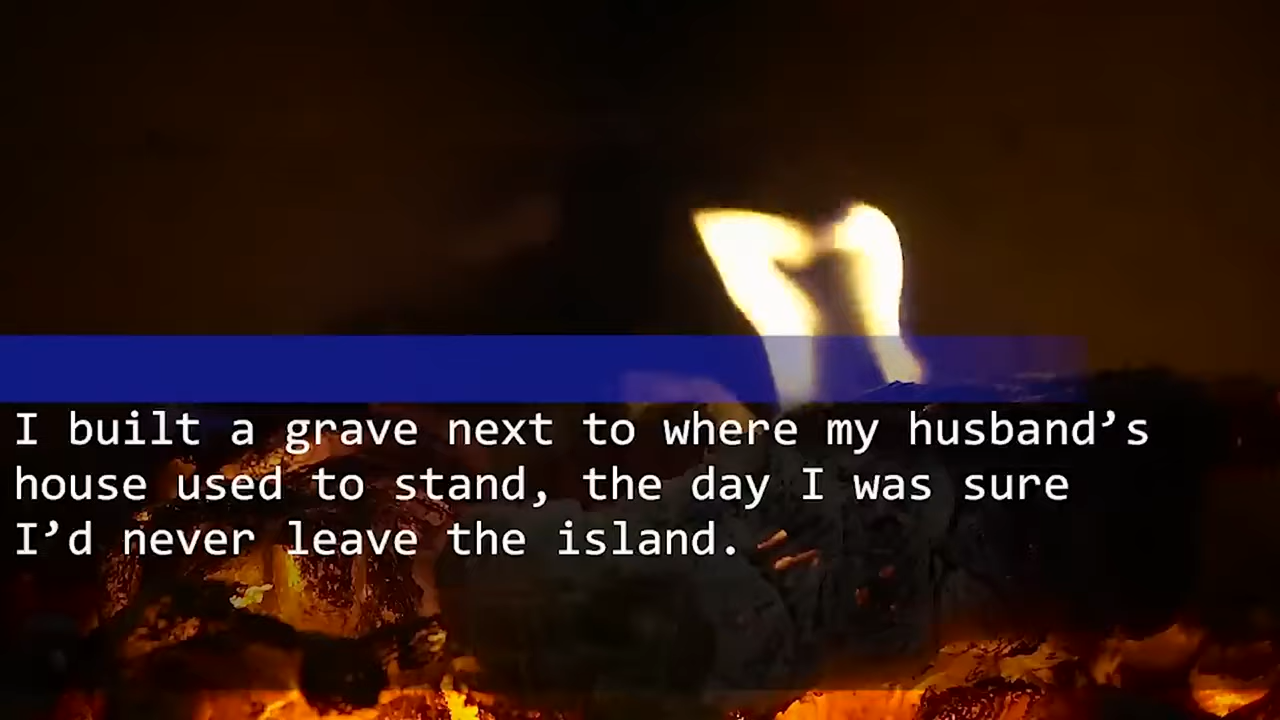 I built a grave next to where my husband’s
house used to stand, the day I was sure
I’d never leave the island.